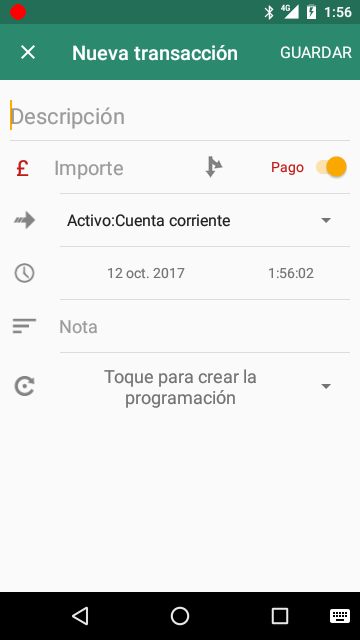 4G 1:56
Nueva transacción GUARDAR
Descripción
£ Importe Pago
Activo:Cuenta corriente
12 oct. 2017 1:56:02
Nota
Toque para crear la
programación